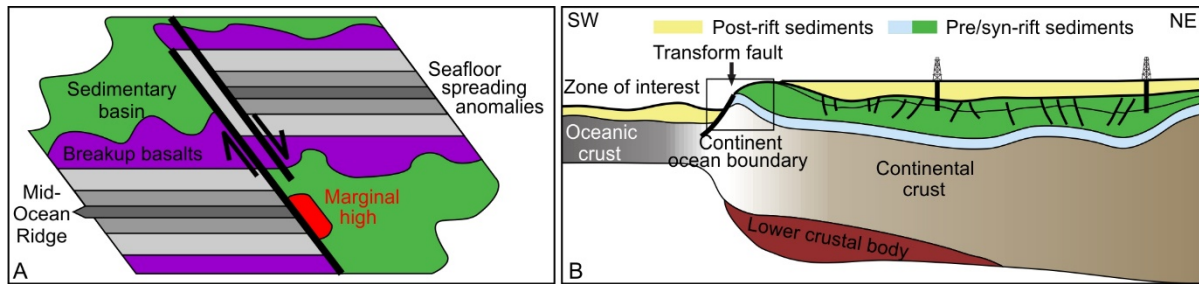 Sedimentary
basin
Seafloor
spreading
anomalies
Breakup basalts
Mid-
Ocean
Ridge
Marginal
high
A
SW
Post-rift sediments
Pre/syn-rift sediments
NE
Transform fault
Zone of interest
Oceanic
crust
Continent
ocean boundary
Continental
crust
Lower crustal body
B